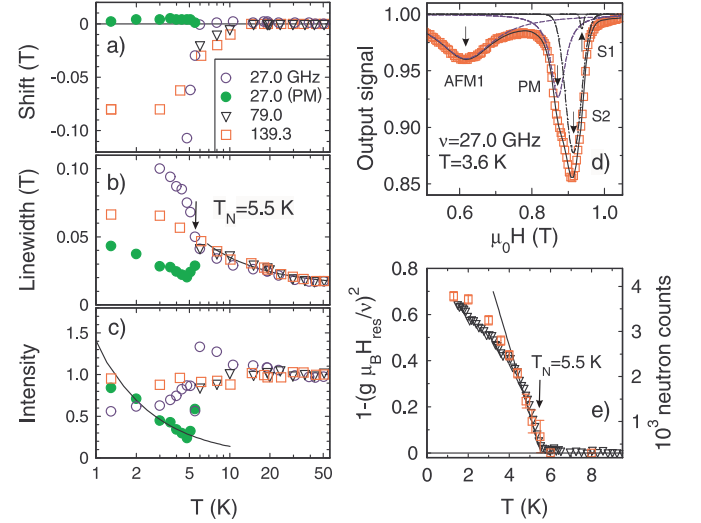 0.00
-0.05
-0.10
Shift (T)
a)
27.0 GHz
27.0 (PM)
79.0
139.3
0.10
0.05
0.00
Linewidth (T)
b)
T_N=5.5 K
1.5
1.0
0.5
0.0
Intensity
c)
1 2 3 4 5 10 20 30 40 50
T (K)
1.00
0.95
0.90
0.85
Output signal
AFM1
PM
S1
S2
ν=27.0 GHz
T=3.6 K
d)
0.6 0.8 1.0
μ₀H (T)
0.8
0.6
0.4
0.2
0
1-(g μ_B H_res/ν)²
T_N=5.5 K
e)
4
3
2
1
10³ neutron counts
0 2 4 6 8
T (K)